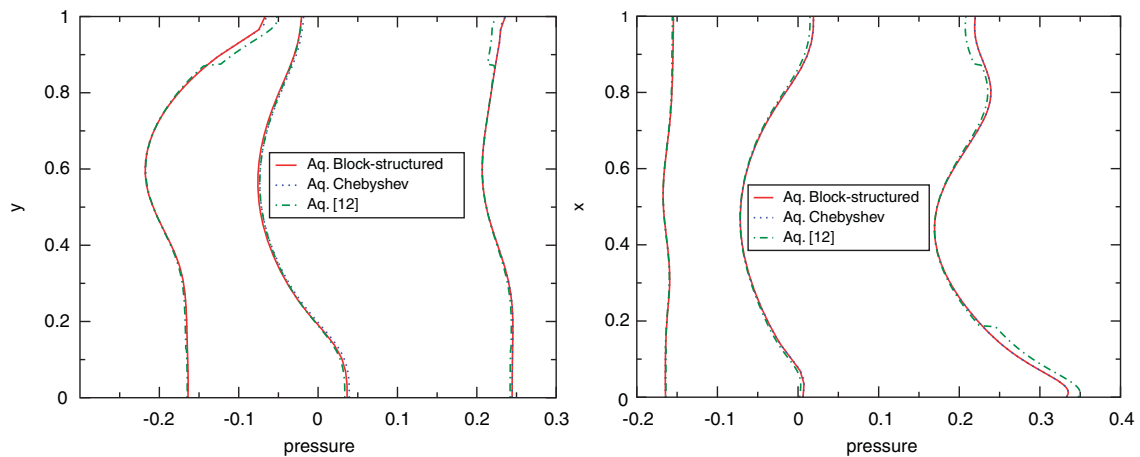 1
0.8
0.6
0.4
0.2
0
y
-0.2
-0.1
0
0.1
0.2
0.3
pressure
Aq. Block-structured
Aq. Chebyshev
Aq. [12]
1
0.8
0.6
0.4
0.2
0
x
-0.2
-0.1
0
0.1
0.2
0.3
0.4
pressure
Aq. Block-structured
Aq. Chebyshev
Aq. [12]